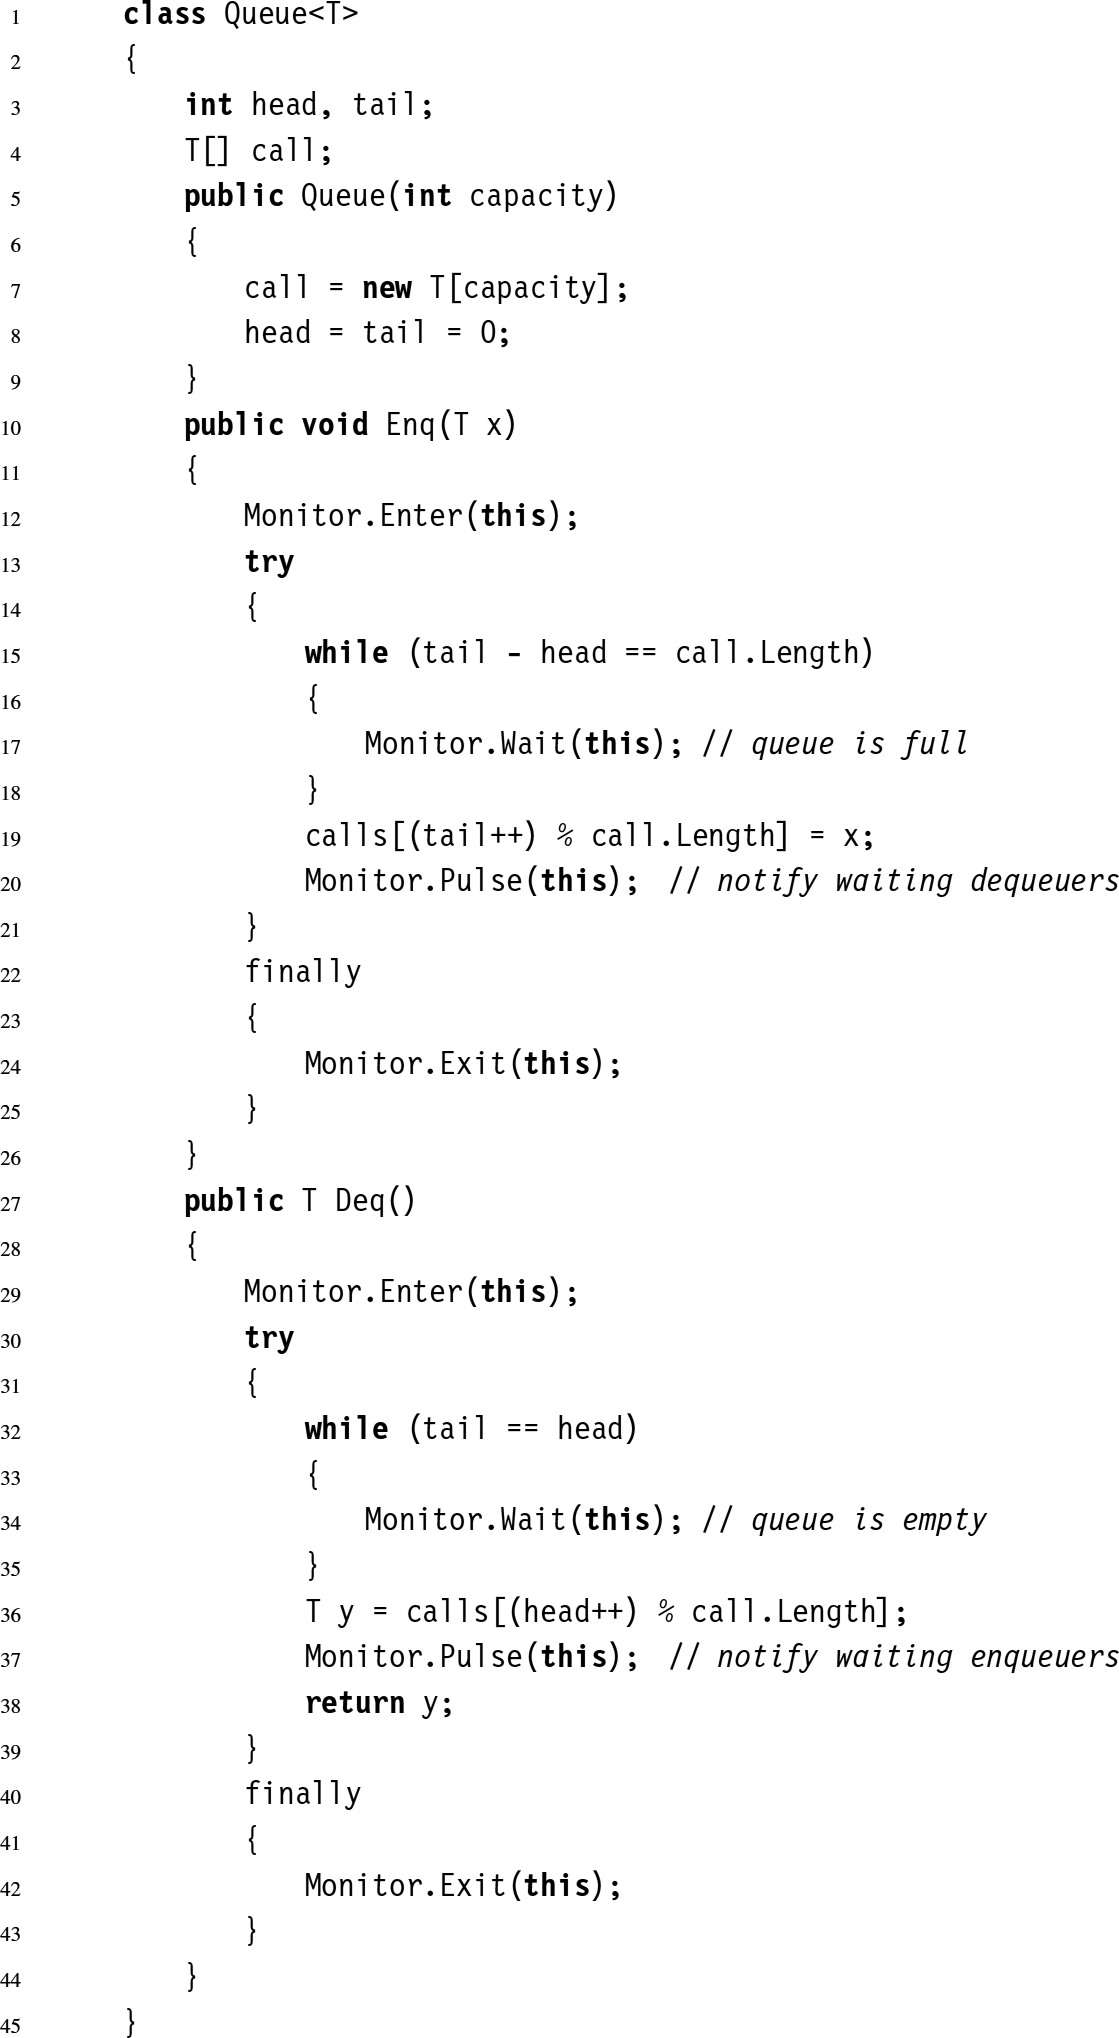 1 class Queue<T>
2 {
3 int head, tail;
4 T[] call;
5 public Queue(int capacity)
6 {
7 call = new T[capacity];
8 head = tail = 0;
9 }
10 public void Enq(T x)
11 {
12 Monitor.Enter(this);
13 try
14 {
15 while (tail - head == call.Length)
16 {
17 Monitor.Wait(this); // queue is full
18 }
19 calls[(tail++) % call.Length] = x;
20 Monitor.Pulse(this); // notify waiting dequeuers
21 }
22 finally
23 {
24 Monitor.Exit(this);
25 }
26 }
27 public T Deq()
28 {
29 Monitor.Enter(this);
30 try
31 {
32 while (tail == head)
33 {
34 Monitor.Wait(this); // queue is empty
35 }
36 T y = calls[(head++) % call.Length];
37 Monitor.Pulse(this); // notify waiting enqueuers
38 return y;
39 }
40 finally
41 {
42 Monitor.Exit(this);
43 }
44 }
45 }